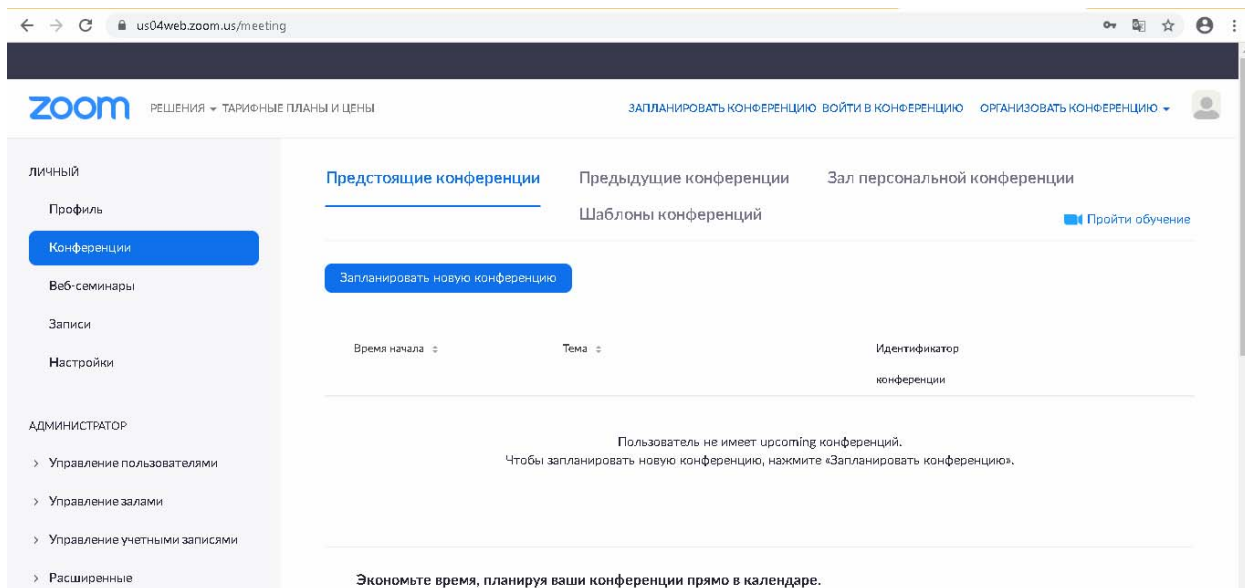 us04web.zoom.us/meeting
zoom РЕШЕНИЯ ТАРИФНЫЕ ПЛАНЫ И ЦЕНЫ ЗАПЛАНИРОВАТЬ КОНФЕРЕНЦИЮ ВОЙТИ В КОНФЕРЕНЦИЮ ОРГАНИЗОВАТЬ КОНФЕРЕНЦИЮ
ЛИЧНЫЙ
Профиль
Конференции
Веб-семинары
Записи
Настройки
АДМИНИСТРАТОР
> Управление пользователями
> Управление залами
> Управление учетными записями
> Расширенные
Предстоящие конференции Предыдущие конференции Зал персональной конференции
Шаблоны конференций
Пройти обучение
Запланировать новую конференцию
Время начала Тема Идентификатор
конференции
Пользователь не имеет upcoming конференций.
Чтобы запланировать новую конференцию, нажмите «Запланировать конференцию».
Экономьте время, планируя ваши конференции прямо в календаре.